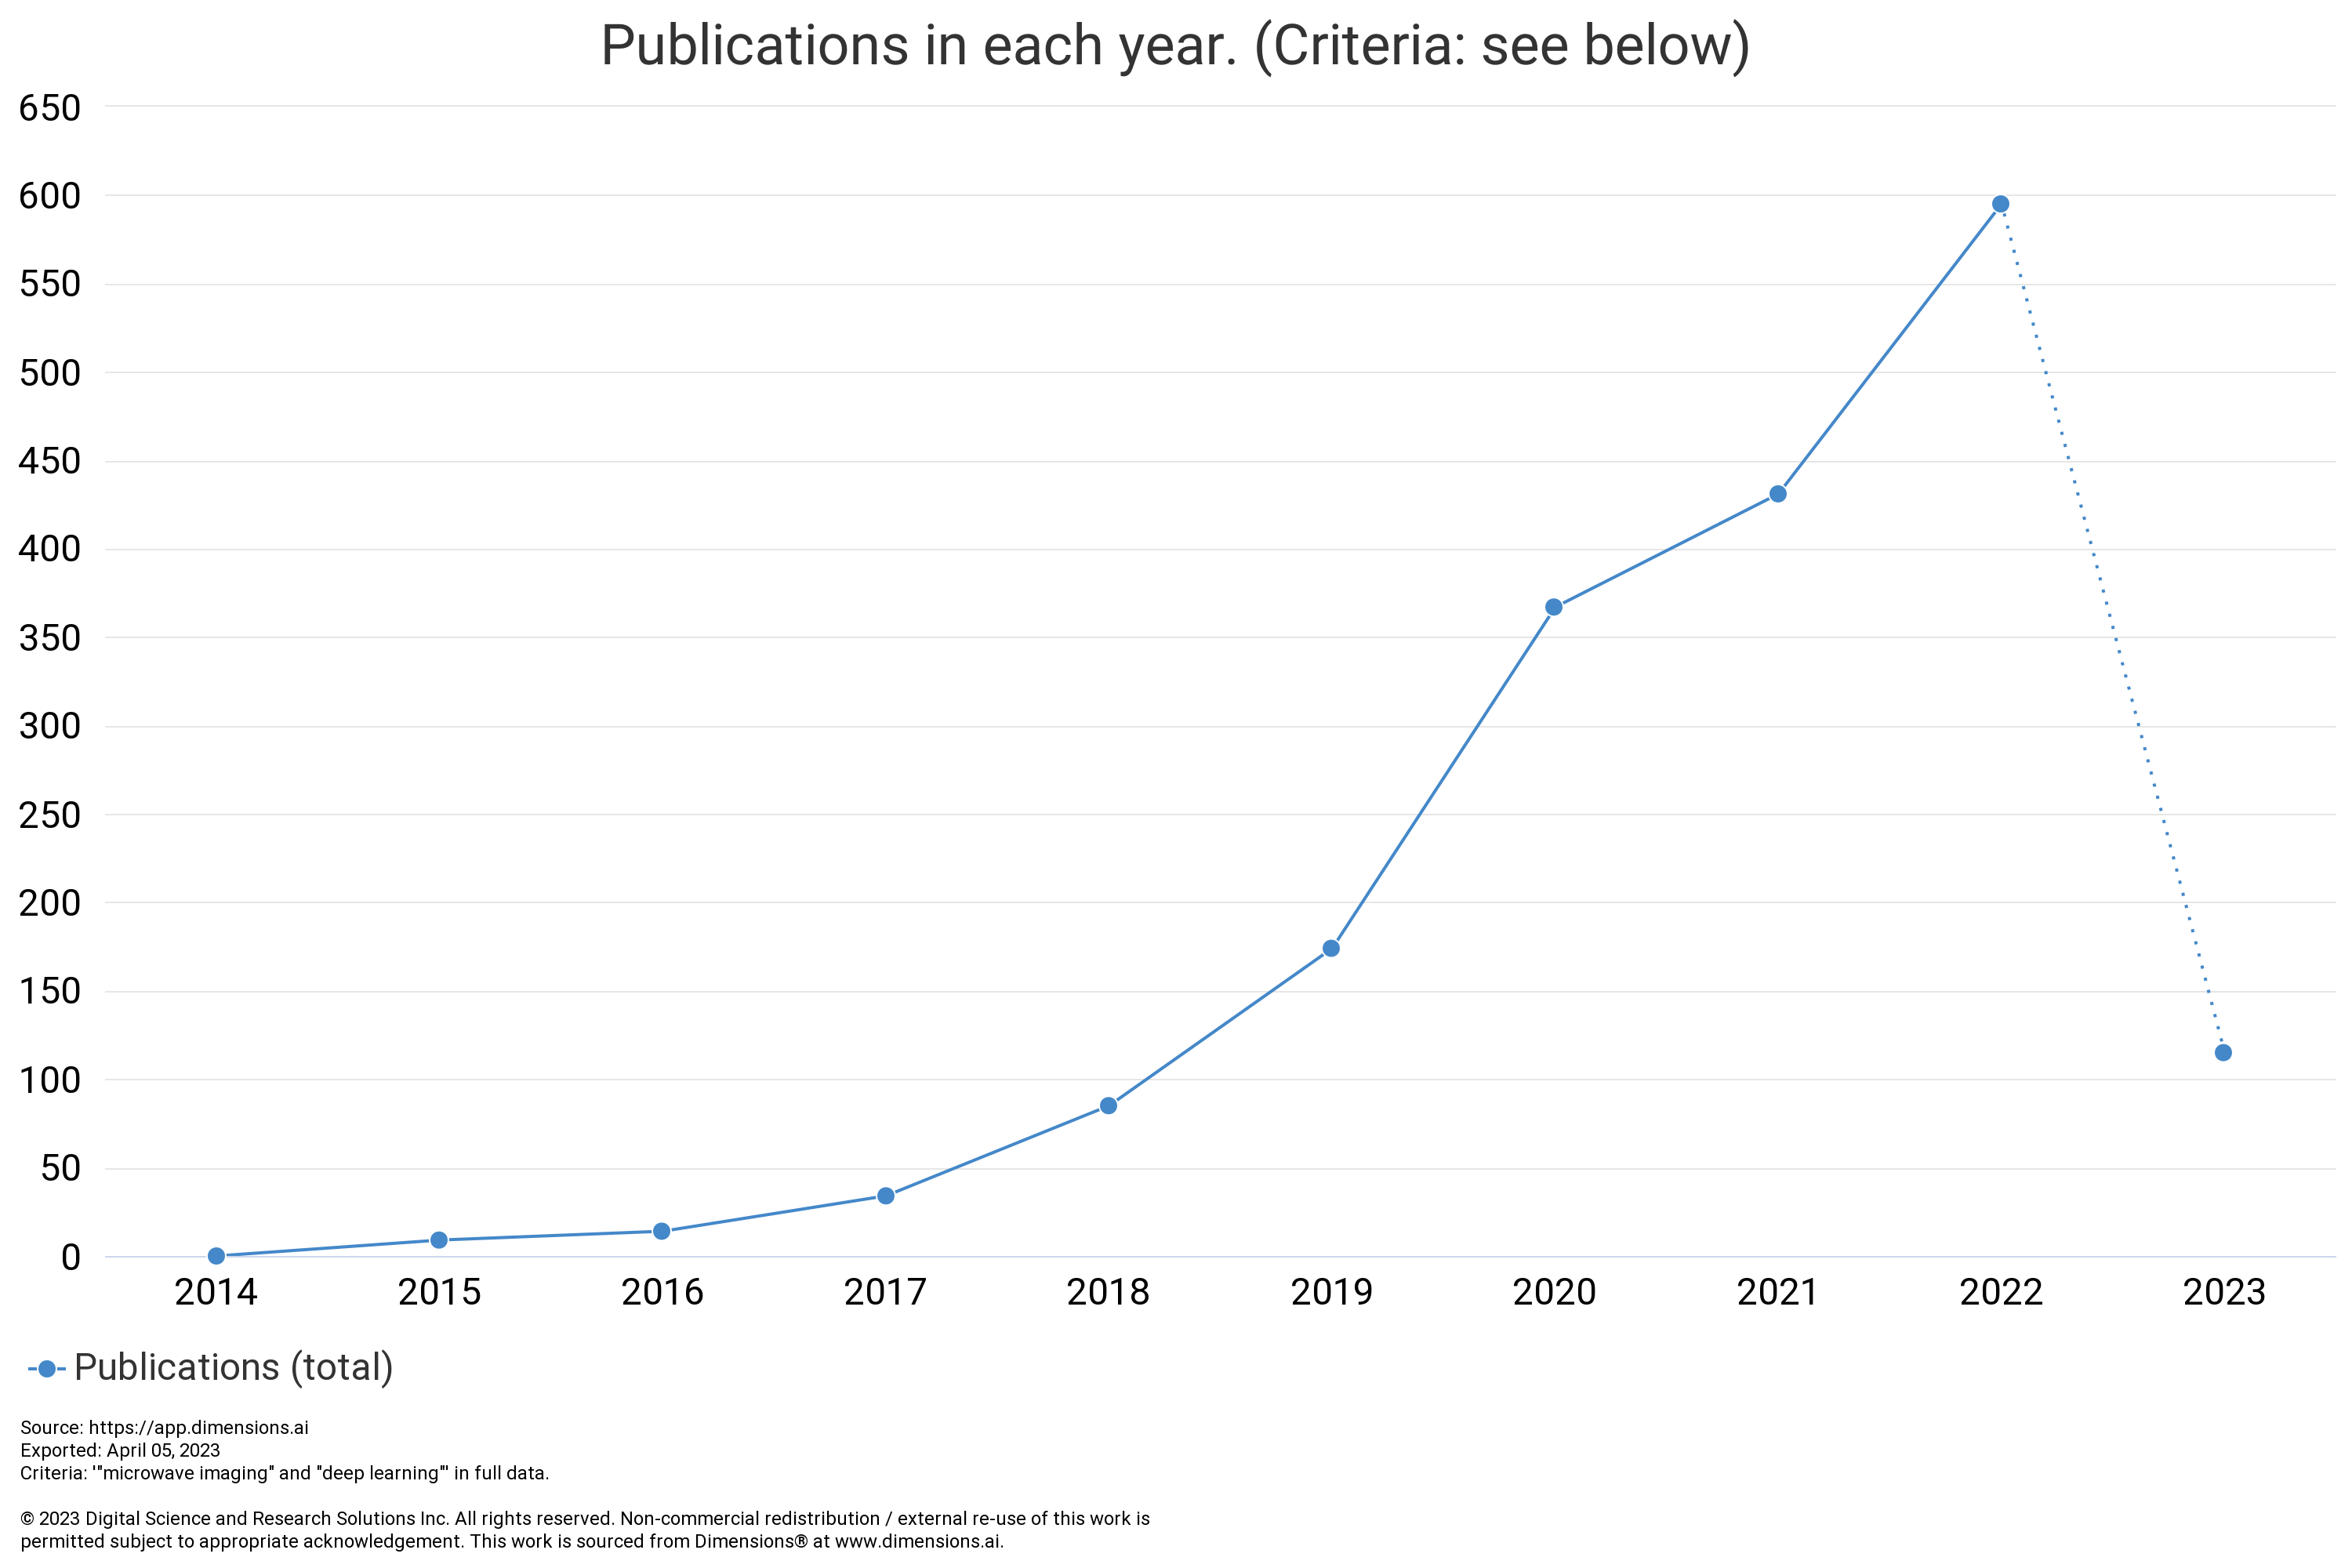 Publications in each year. (Criteria: see below)
650
600
550
500
450
400
350
300
250
200
150
100
50
0
2014 2015 2016 2017 2018 2019 2020 2021 2022 2023
Publications (total)
Source: https://app.dimensions.ai
Exported: April 05, 2023
Criteria: '"microwave imaging" and "deep learning"' in full data.
© 2023 Digital Science and Research Solutions Inc. All rights reserved. Non-commercial redistribution / external re-use of this work is
permitted subject to appropriate acknowledgement. This work is sourced from Dimensions® at www.dimensions.ai.